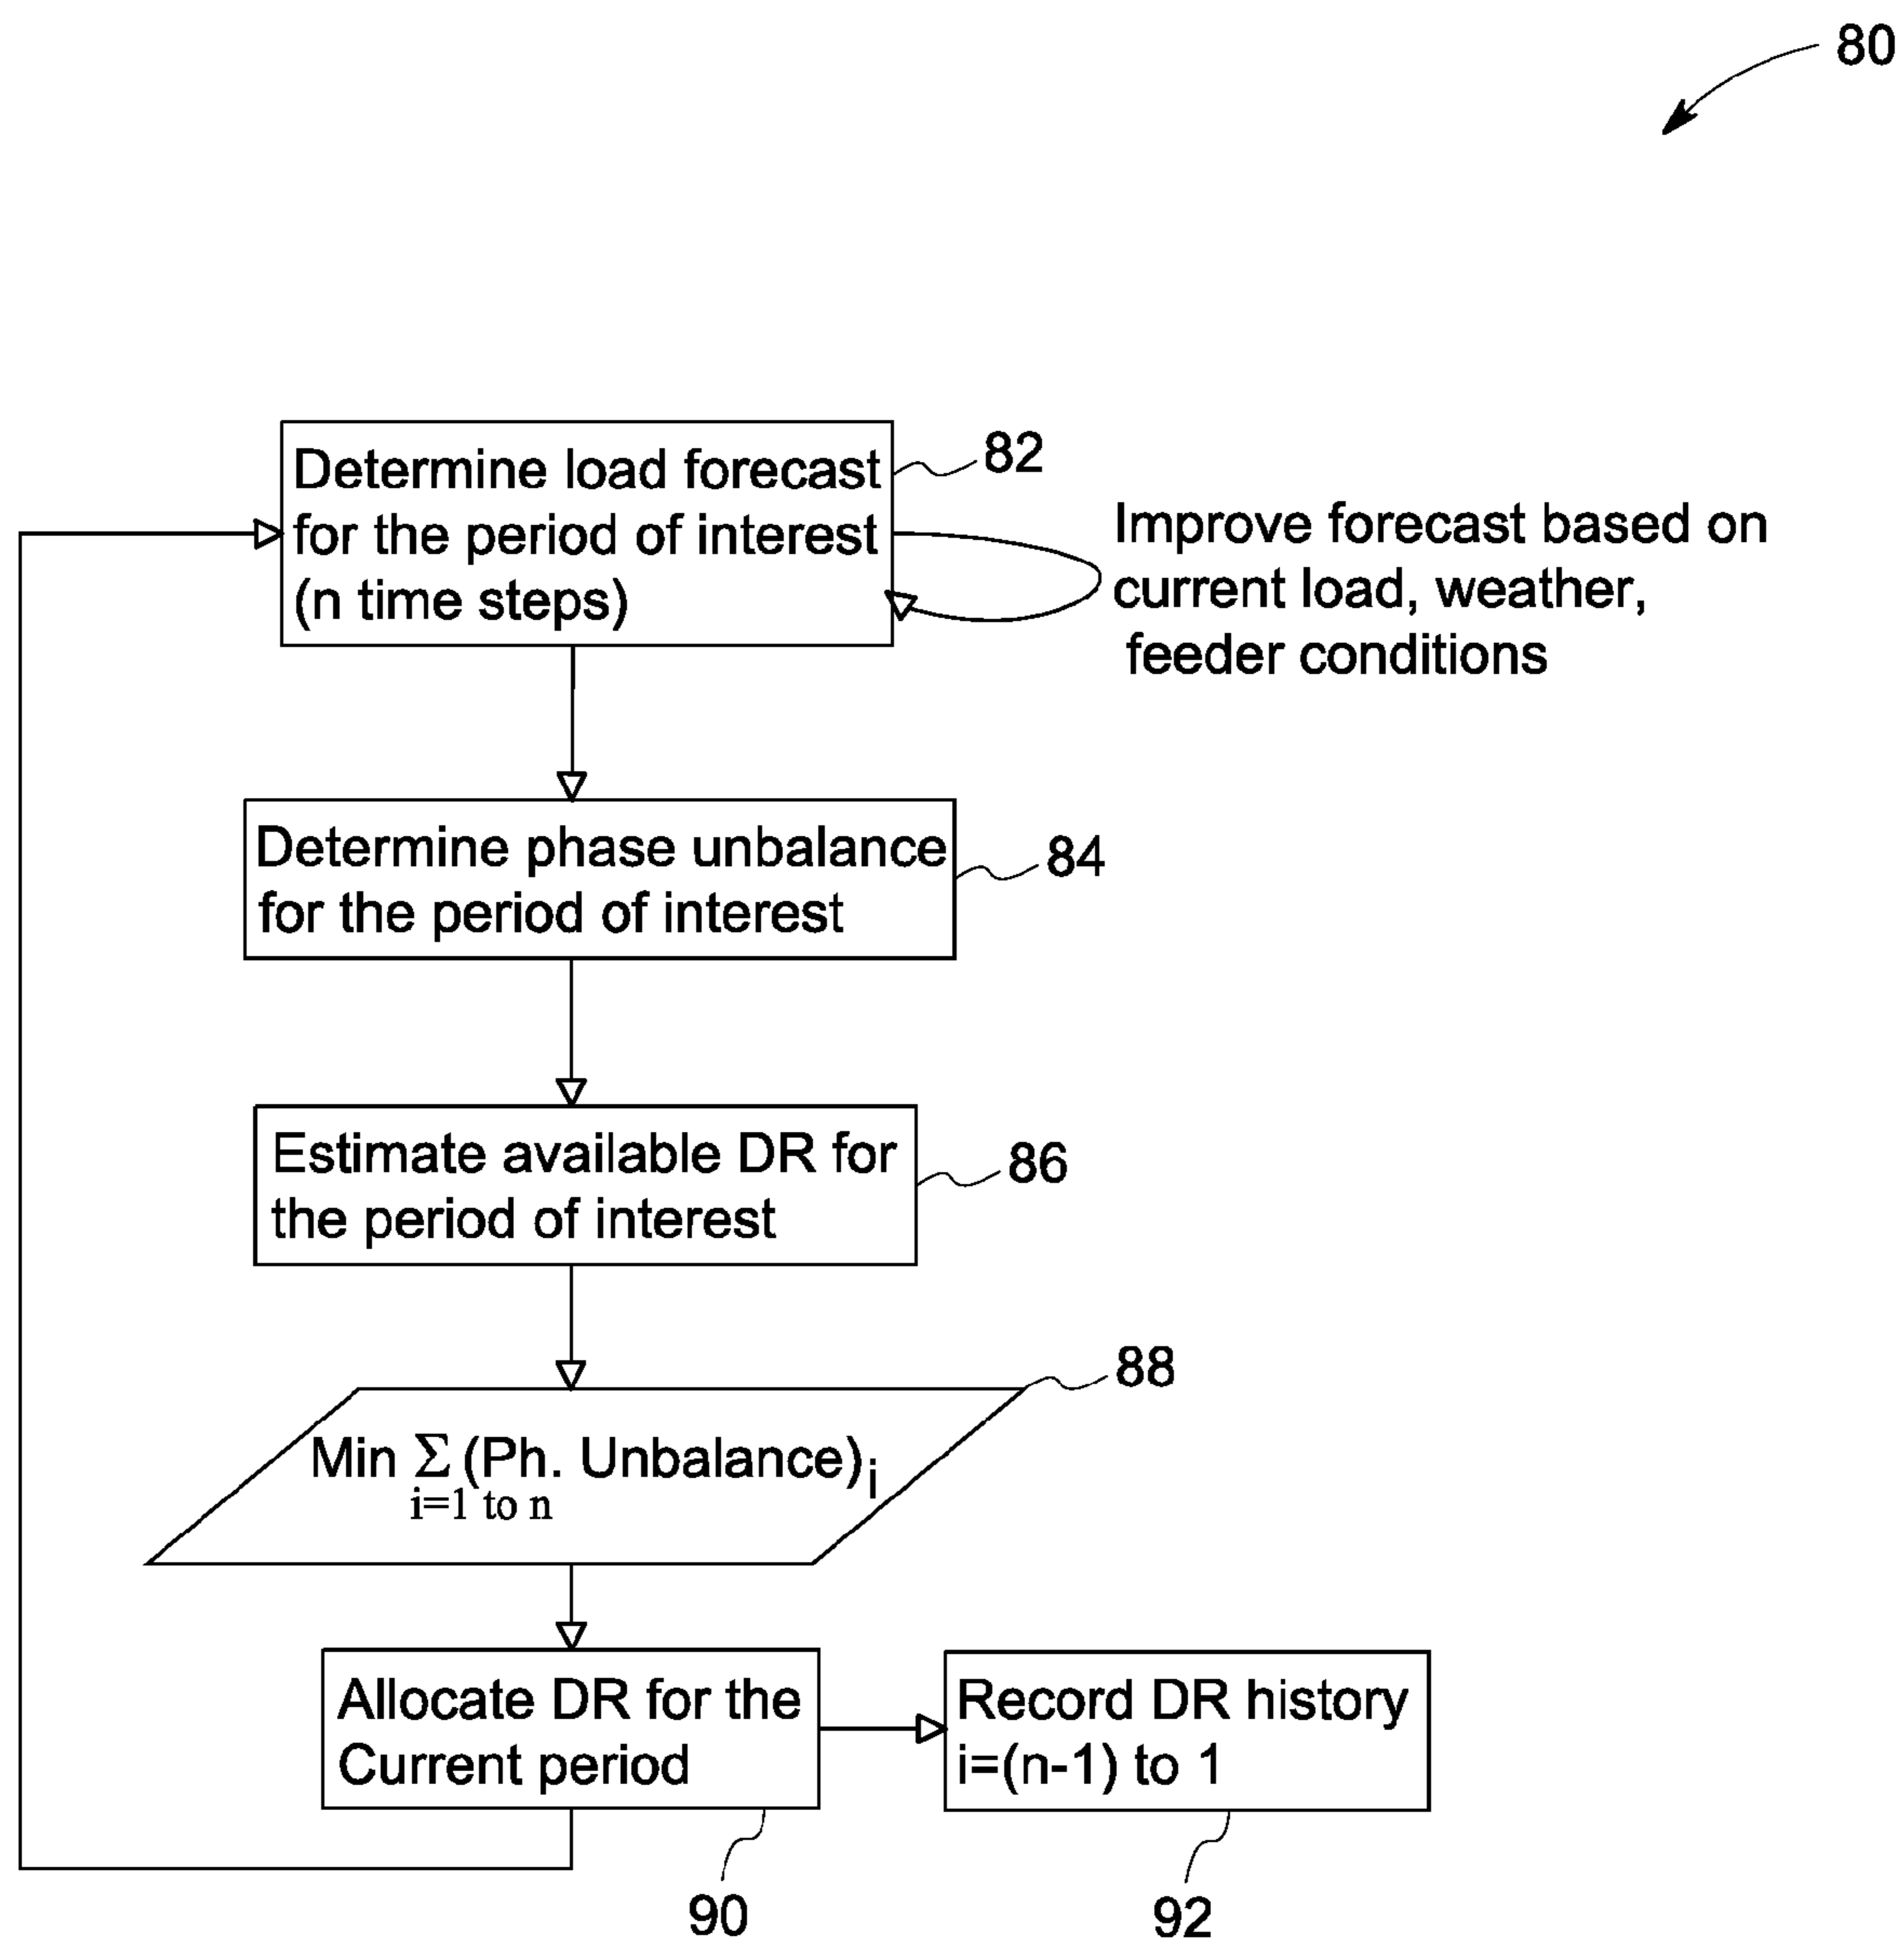 80
Determine load forecast
for the period of interest
(n time steps)
82
Improve forecast based on
current load, weather,
feeder conditions
Determine phase unbalance
for the period of interest
84
Estimate available DR for
the period of interest
86
88
Min Σ (Ph. Unbalance)i
i=1 to n
Allocate DR for the
Current period
Record DR history
i=(n-1) to 1
90
92